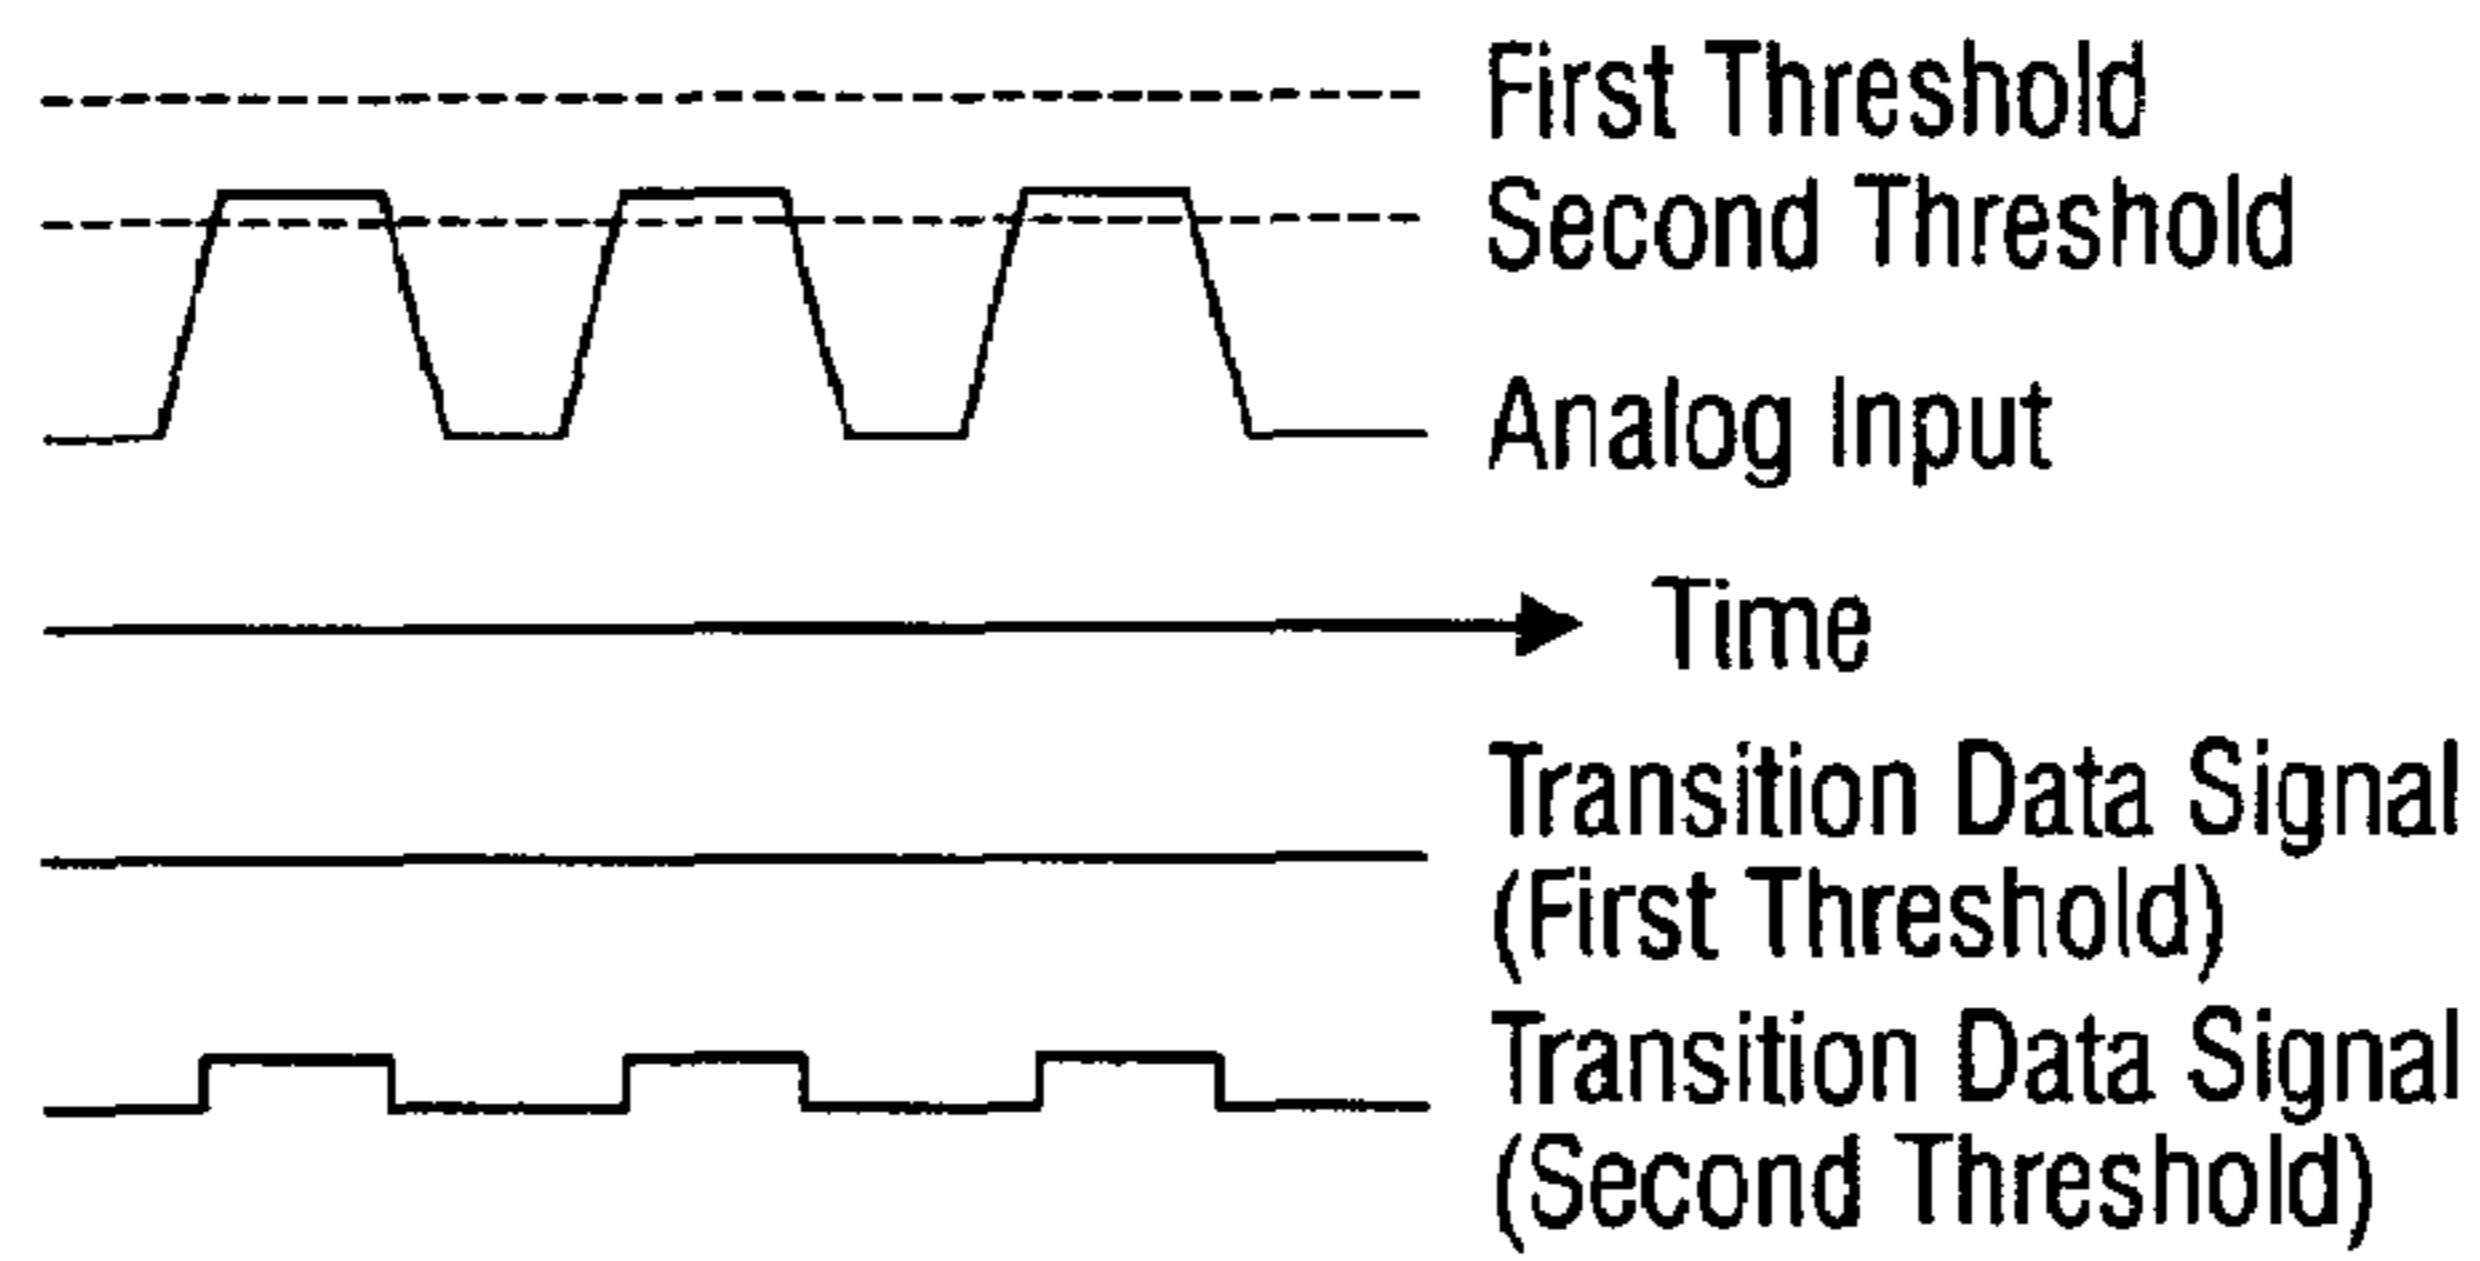 First Threshold
Second Threshold
Analog Input
Time
Transition Data Signal
(First Threshold)
Transition Data Signal
(Second Threshold)